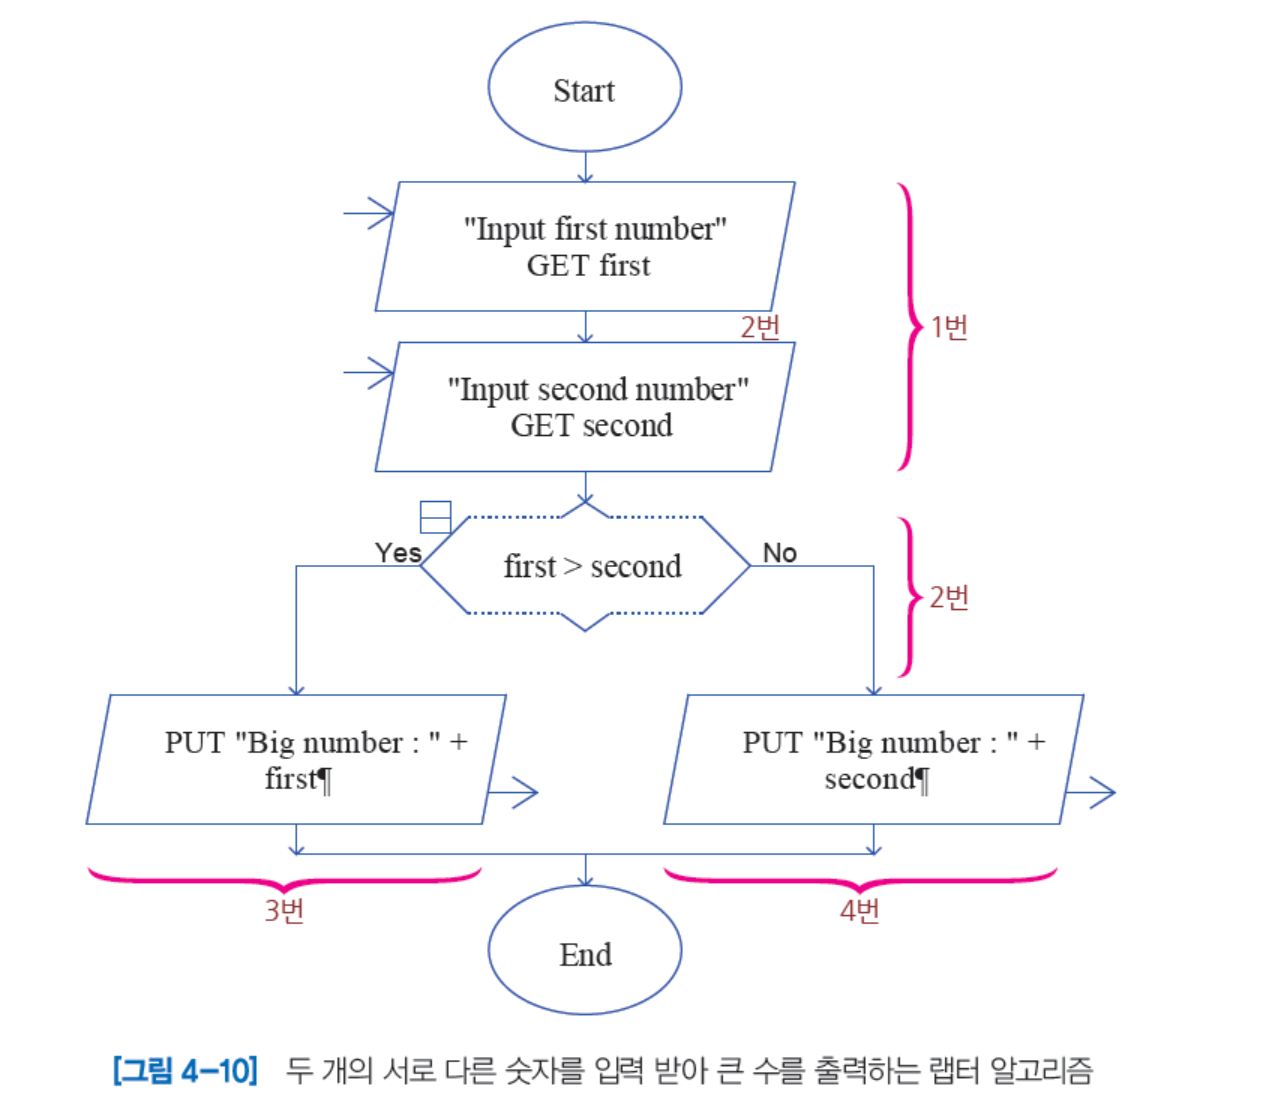 Start
"Input first number"
GET first
2번
1번
"Input second number"
GET second
Yes
first > second
No
2번
PUT "Big number : " +
first¶
PUT "Big number : " +
second¶
3번
4번
End
[그림 4-10] 두 개의 서로 다른 숫자를 입력 받아 큰 수를 출력하는 랩터 알고리즘